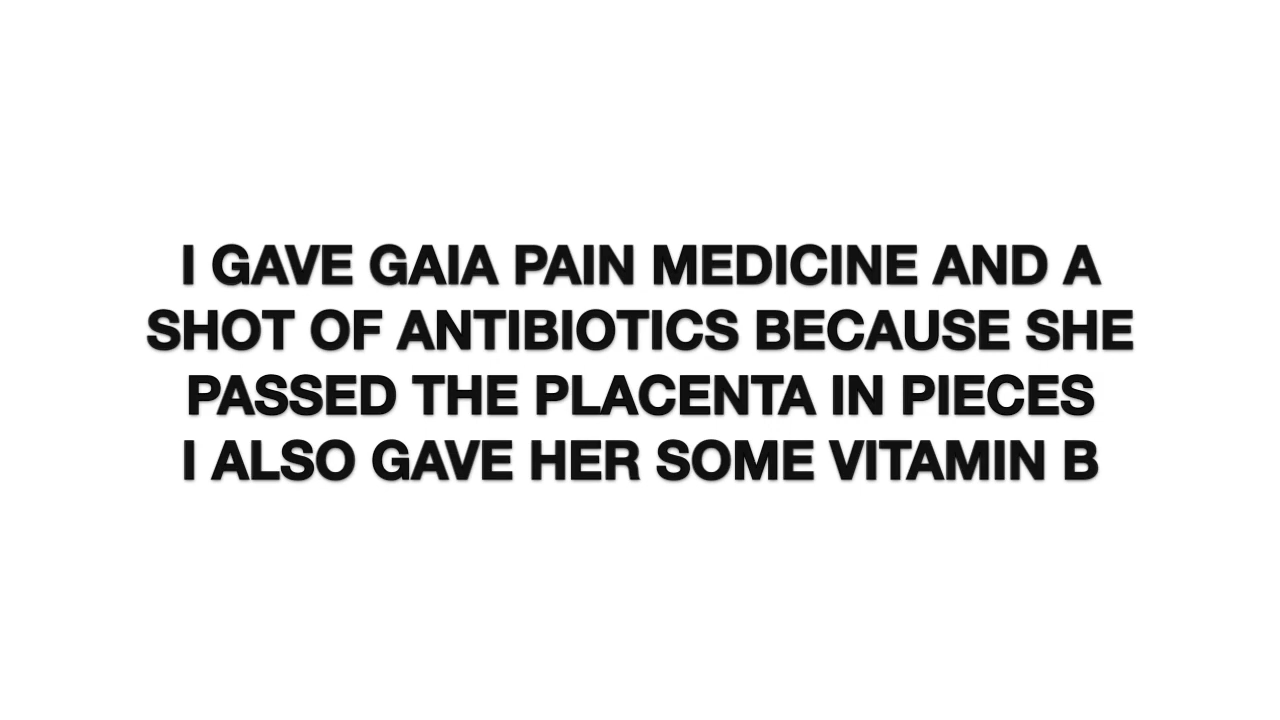 I GAVE GAIA PAIN MEDICINE AND A
SHOT OF ANTIBIOTICS BECAUSE SHE
PASSED THE PLACENTA IN PIECES
I ALSO GAVE HER SOME VITAMIN B